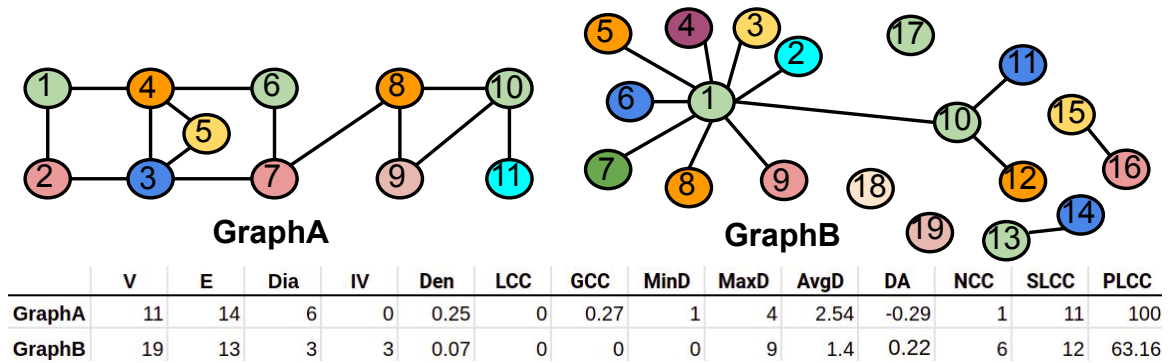 5 4 3 17
2
11
1 4 6 8 10 6 1 15
10
5
2 3 7 9 11 7 8 9 18 12 16
14
19 13
GraphA GraphB
V E Dia IV Den LCC GCC MinD MaxD AvgD DA NCC SLCC PLCC
GraphA 11 14 6 0 0.25 0 0.27 1 4 2.54 -0.29 1 11 100
GraphB 19 13 3 3 0.07 0 0 0 9 1.4 0.22 6 12 63.16